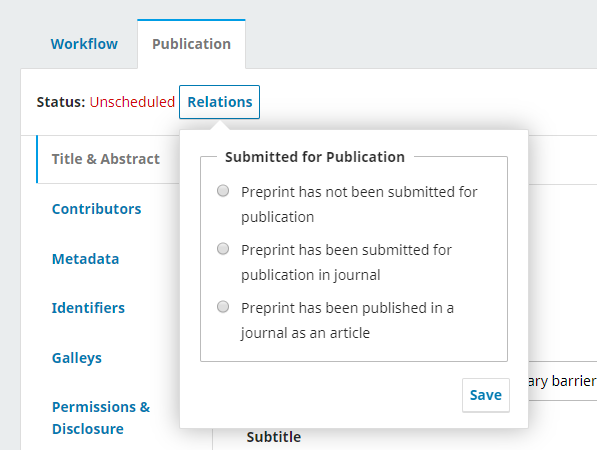 Workflow Publication
Status: Unscheduled Relations
Title & Abstract
Contributors
Metadata
Identifiers
Galleys
Permissions &
Disclosure
Submitted for Publication
Preprint has not been submitted for
publication
Preprint has been submitted for
publication in journal
Preprint has been published in a
journal as an article
Save
ary barrier
Subtitle